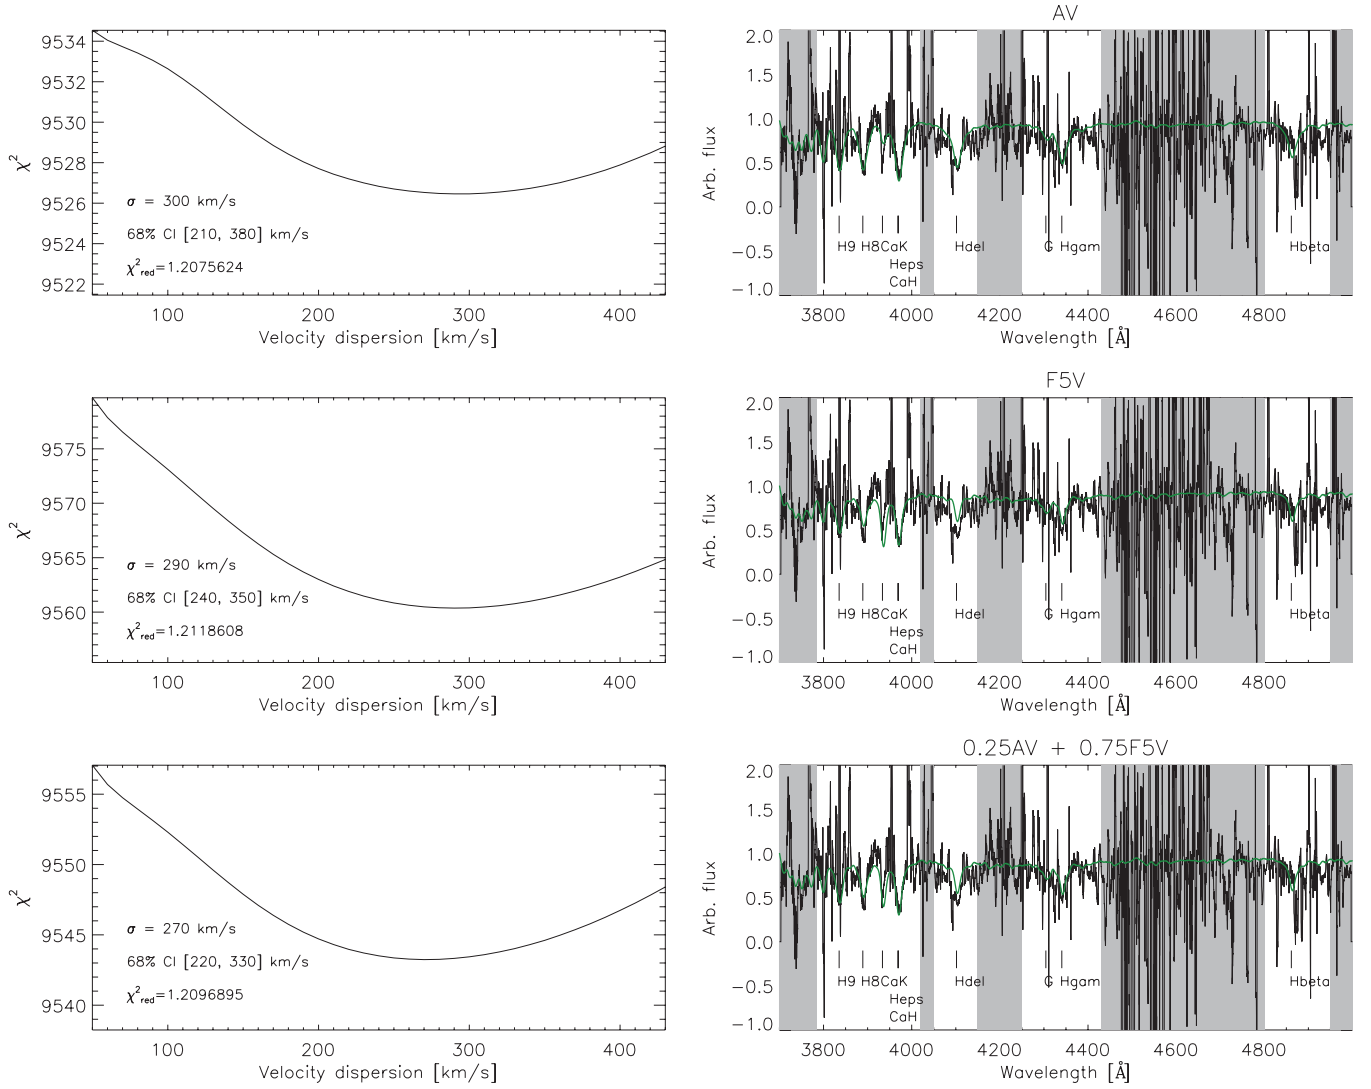 AV
9534
9532
9530
9528
9526
9524
9522
χ²
σ = 300 km/s
68% CI [210, 380] km/s
χ²red=1.2075624
100 200 300 400
Velocity dispersion [km/s]
2.0
1.5
1.0
0.5
0.0
−0.5
−1.0
Arb. flux
H9 H8CaK Hdel G Hgam Hbeta
Heps
CaH
3800 4000 4200 4400 4600 4800
Wavelength [Å]
F5V
9575
9570
9565
9560
χ²
σ = 290 km/s
68% CI [240, 350] km/s
χ²red=1.2118608
100 200 300 400
Velocity dispersion [km/s]
2.0
1.5
1.0
0.5
0.0
−0.5
−1.0
Arb. flux
H9 H8CaK Hdel G Hgam Hbeta
Heps
CaH
3800 4000 4200 4400 4600 4800
Wavelength [Å]
0.25AV + 0.75F5V
9555
9550
9545
9540
χ²
σ = 270 km/s
68% CI [220, 330] km/s
χ²red=1.2096895
100 200 300 400
Velocity dispersion [km/s]
2.0
1.5
1.0
0.5
0.0
−0.5
−1.0
Arb. flux
H9 H8CaK Hdel G Hgam Hbeta
Heps
CaH
3800 4000 4200 4400 4600 4800
Wavelength [Å]